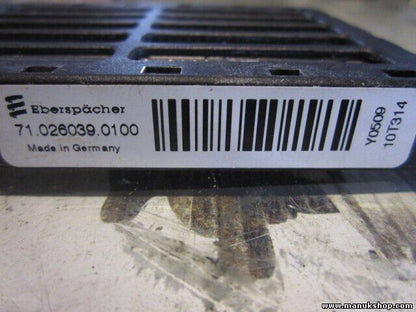 Eberspächer
71.026039.0100
Made in Germany
Y0509
10T314
www.manukshop.com